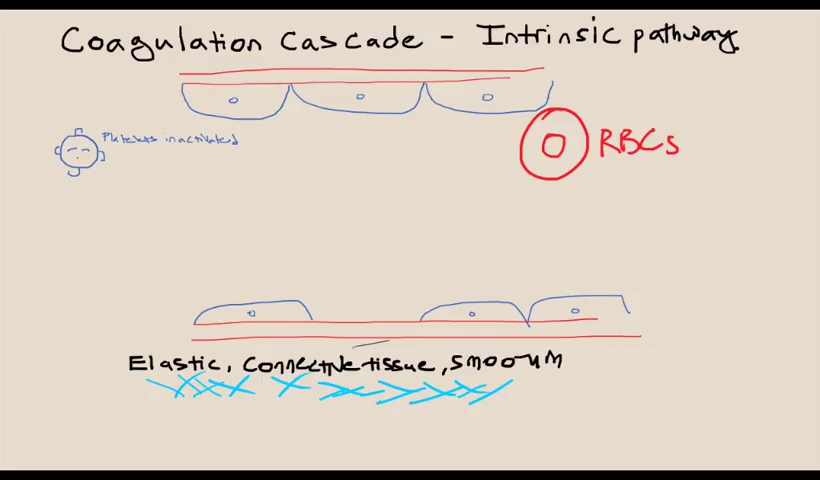 Coagulation Cascade - Intrinsic pathway
Platelets inactivated
RBCs
Elastic, Connective tissue, smooth M